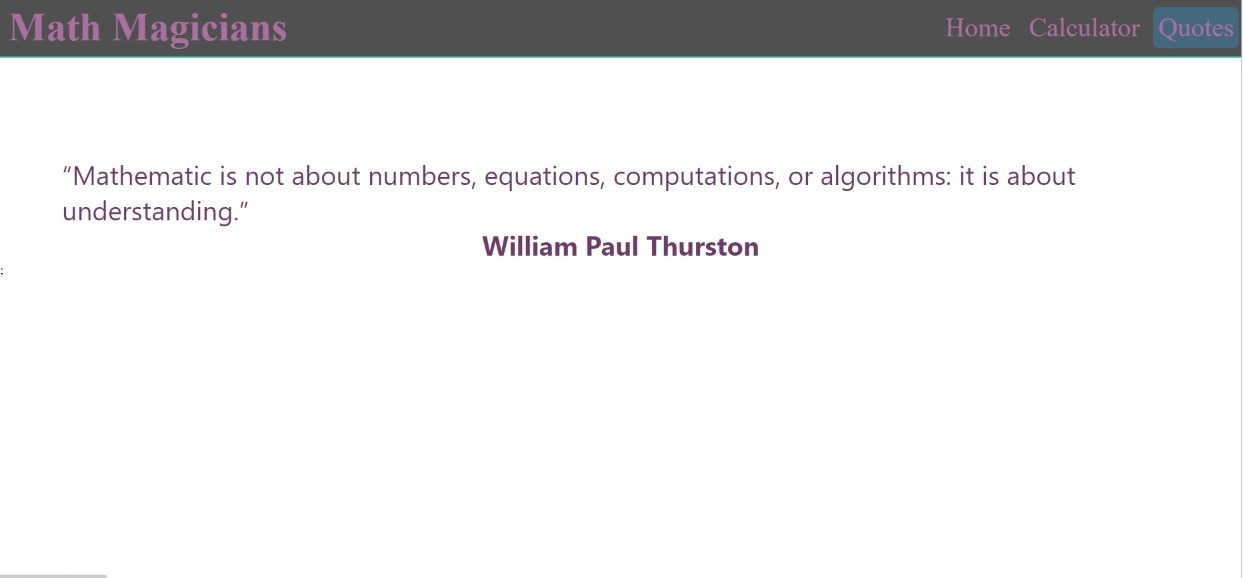 Math Magicians
Home Calculator Quotes
“Mathematic is not about numbers, equations, computations, or algorithms: it is about
understanding.”
William Paul Thurston
;